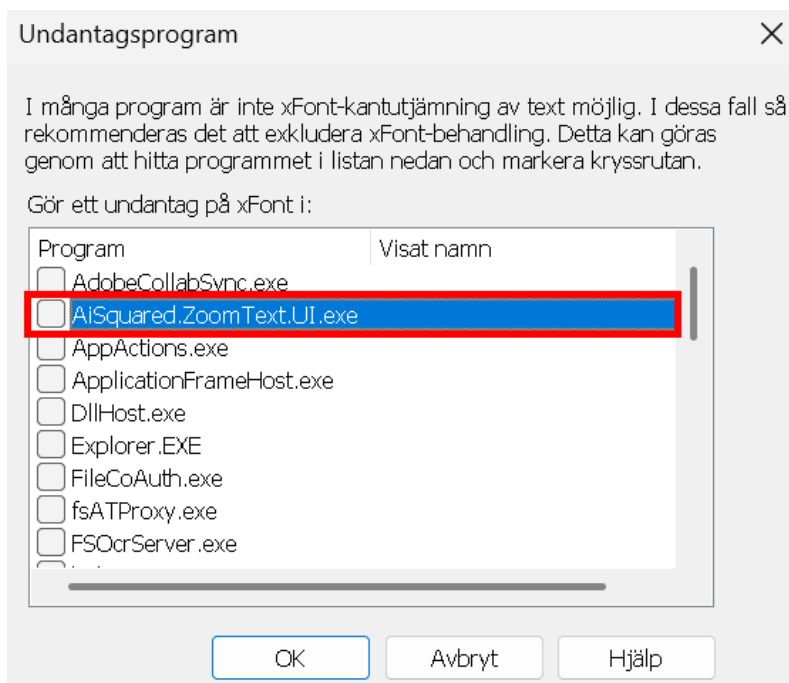 Undantagsprogram
I många program är inte xFont-kantutjämning av text möjlig. I dessa fall så
rekommenderas det att exkludera xFont-behandling. Detta kan göras
genom att hitta programmet i listan nedan och markera kryssrutan.
Gör ett undantag på xFont i:
Program Visat namn
AdobeCollabSync.exe
AiSquared.ZoomText.UI.exe
AppActions.exe
ApplicationFrameHost.exe
DllHost.exe
Explorer.EXE
FileCoAuth.exe
fsATProxy.exe
FSOcrServer.exe
OK Avbryt Hjälp